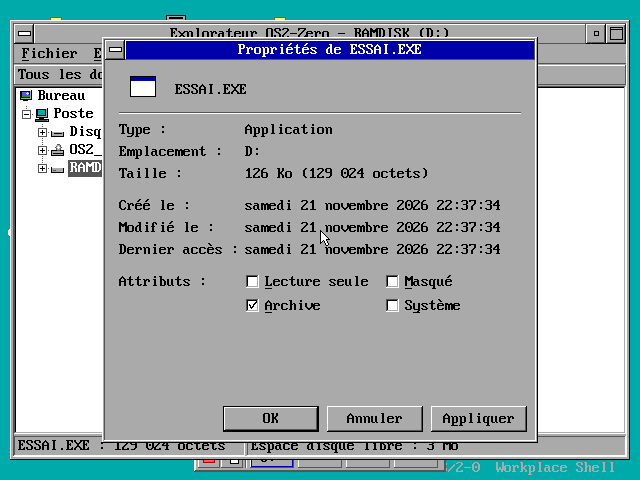 Explorateur OS2-Zero - RAMDISK (D:)
Propriétés de ESSAI.EXE
Fichier
Tous les do
Bureau
Poste
Disq
OS2_
RAMD
ESSAI.EXE
Type : Application
Emplacement : D:
Taille : 126 Ko (129 024 octets)
Créé le : samedi 21 novembre 2026 22:37:34
Modifié le : samedi 21 novembre 2026 22:37:34
Dernier accès : samedi 21 novembre 2026 22:37:34
Attributs : Lecture seule Masqué
Archive Système
OK Annuler Appliquer
ESSAI.EXE : 129 024 octets Espace disque libre : 3 Mo
/2-0 Workplace Shell